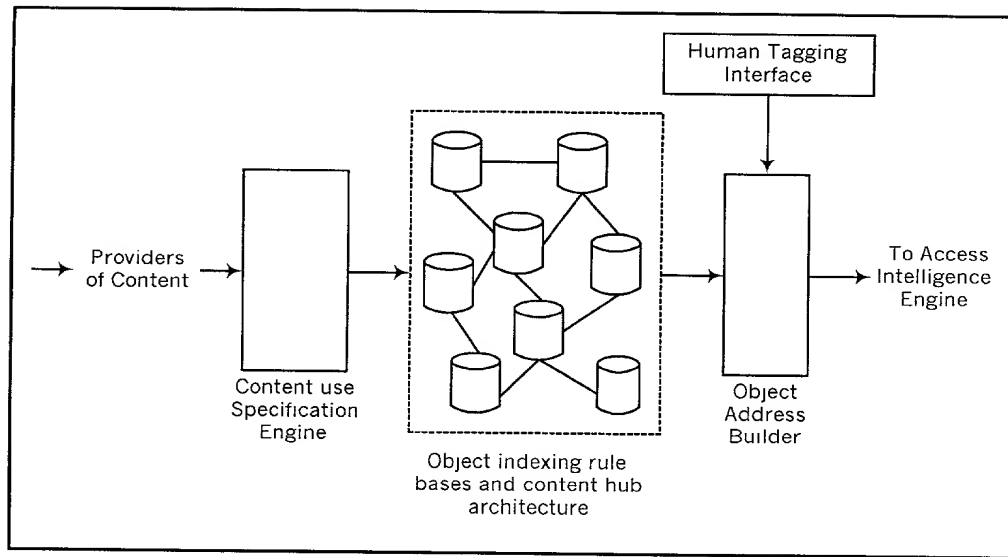 Human Tagging
Interface
Providers
of Content
To Access
Intelligence
Engine
Content use
Specification
Engine
Object
Address
Builder
Object indexing rule
bases and content hub
architecture